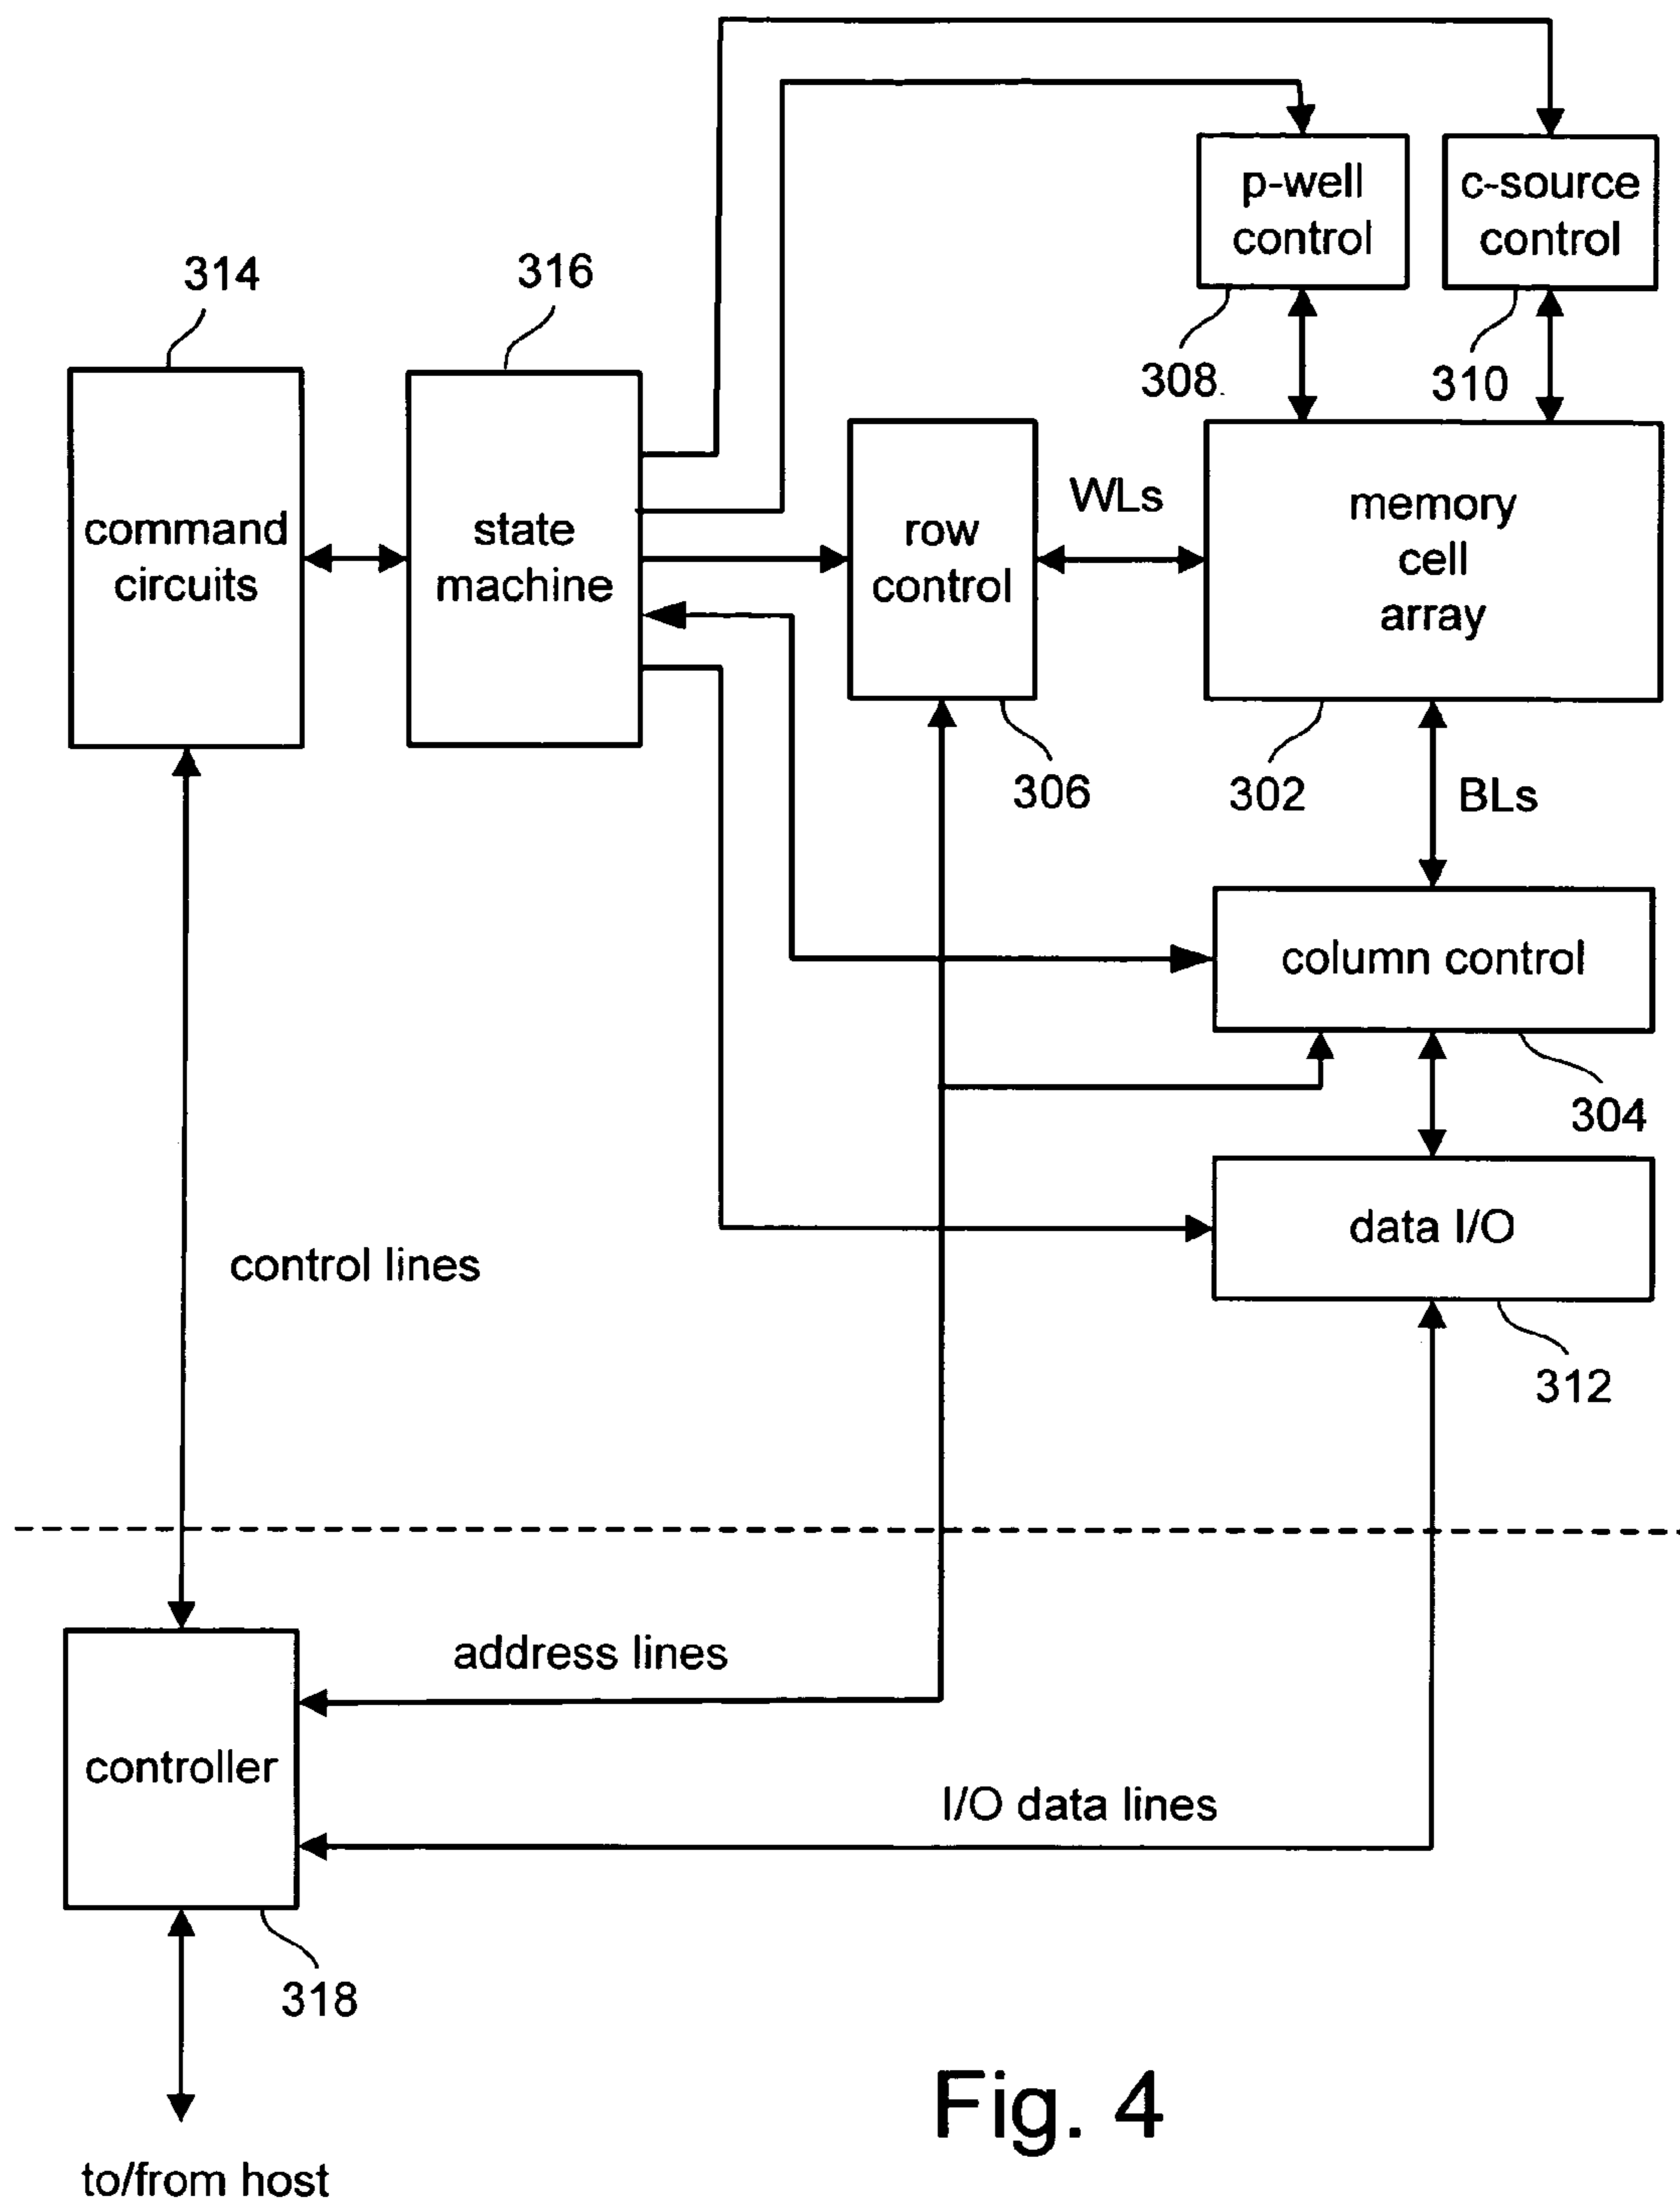 p-well
control
c-source
control
314
316
308
310
command
circuits
state
machine
row
control
WLs
memory
cell
array
306
302
BLs
column control
304
data I/O
control lines
312
address lines
controller
I/O data lines
318
Fig. 4
to/from host